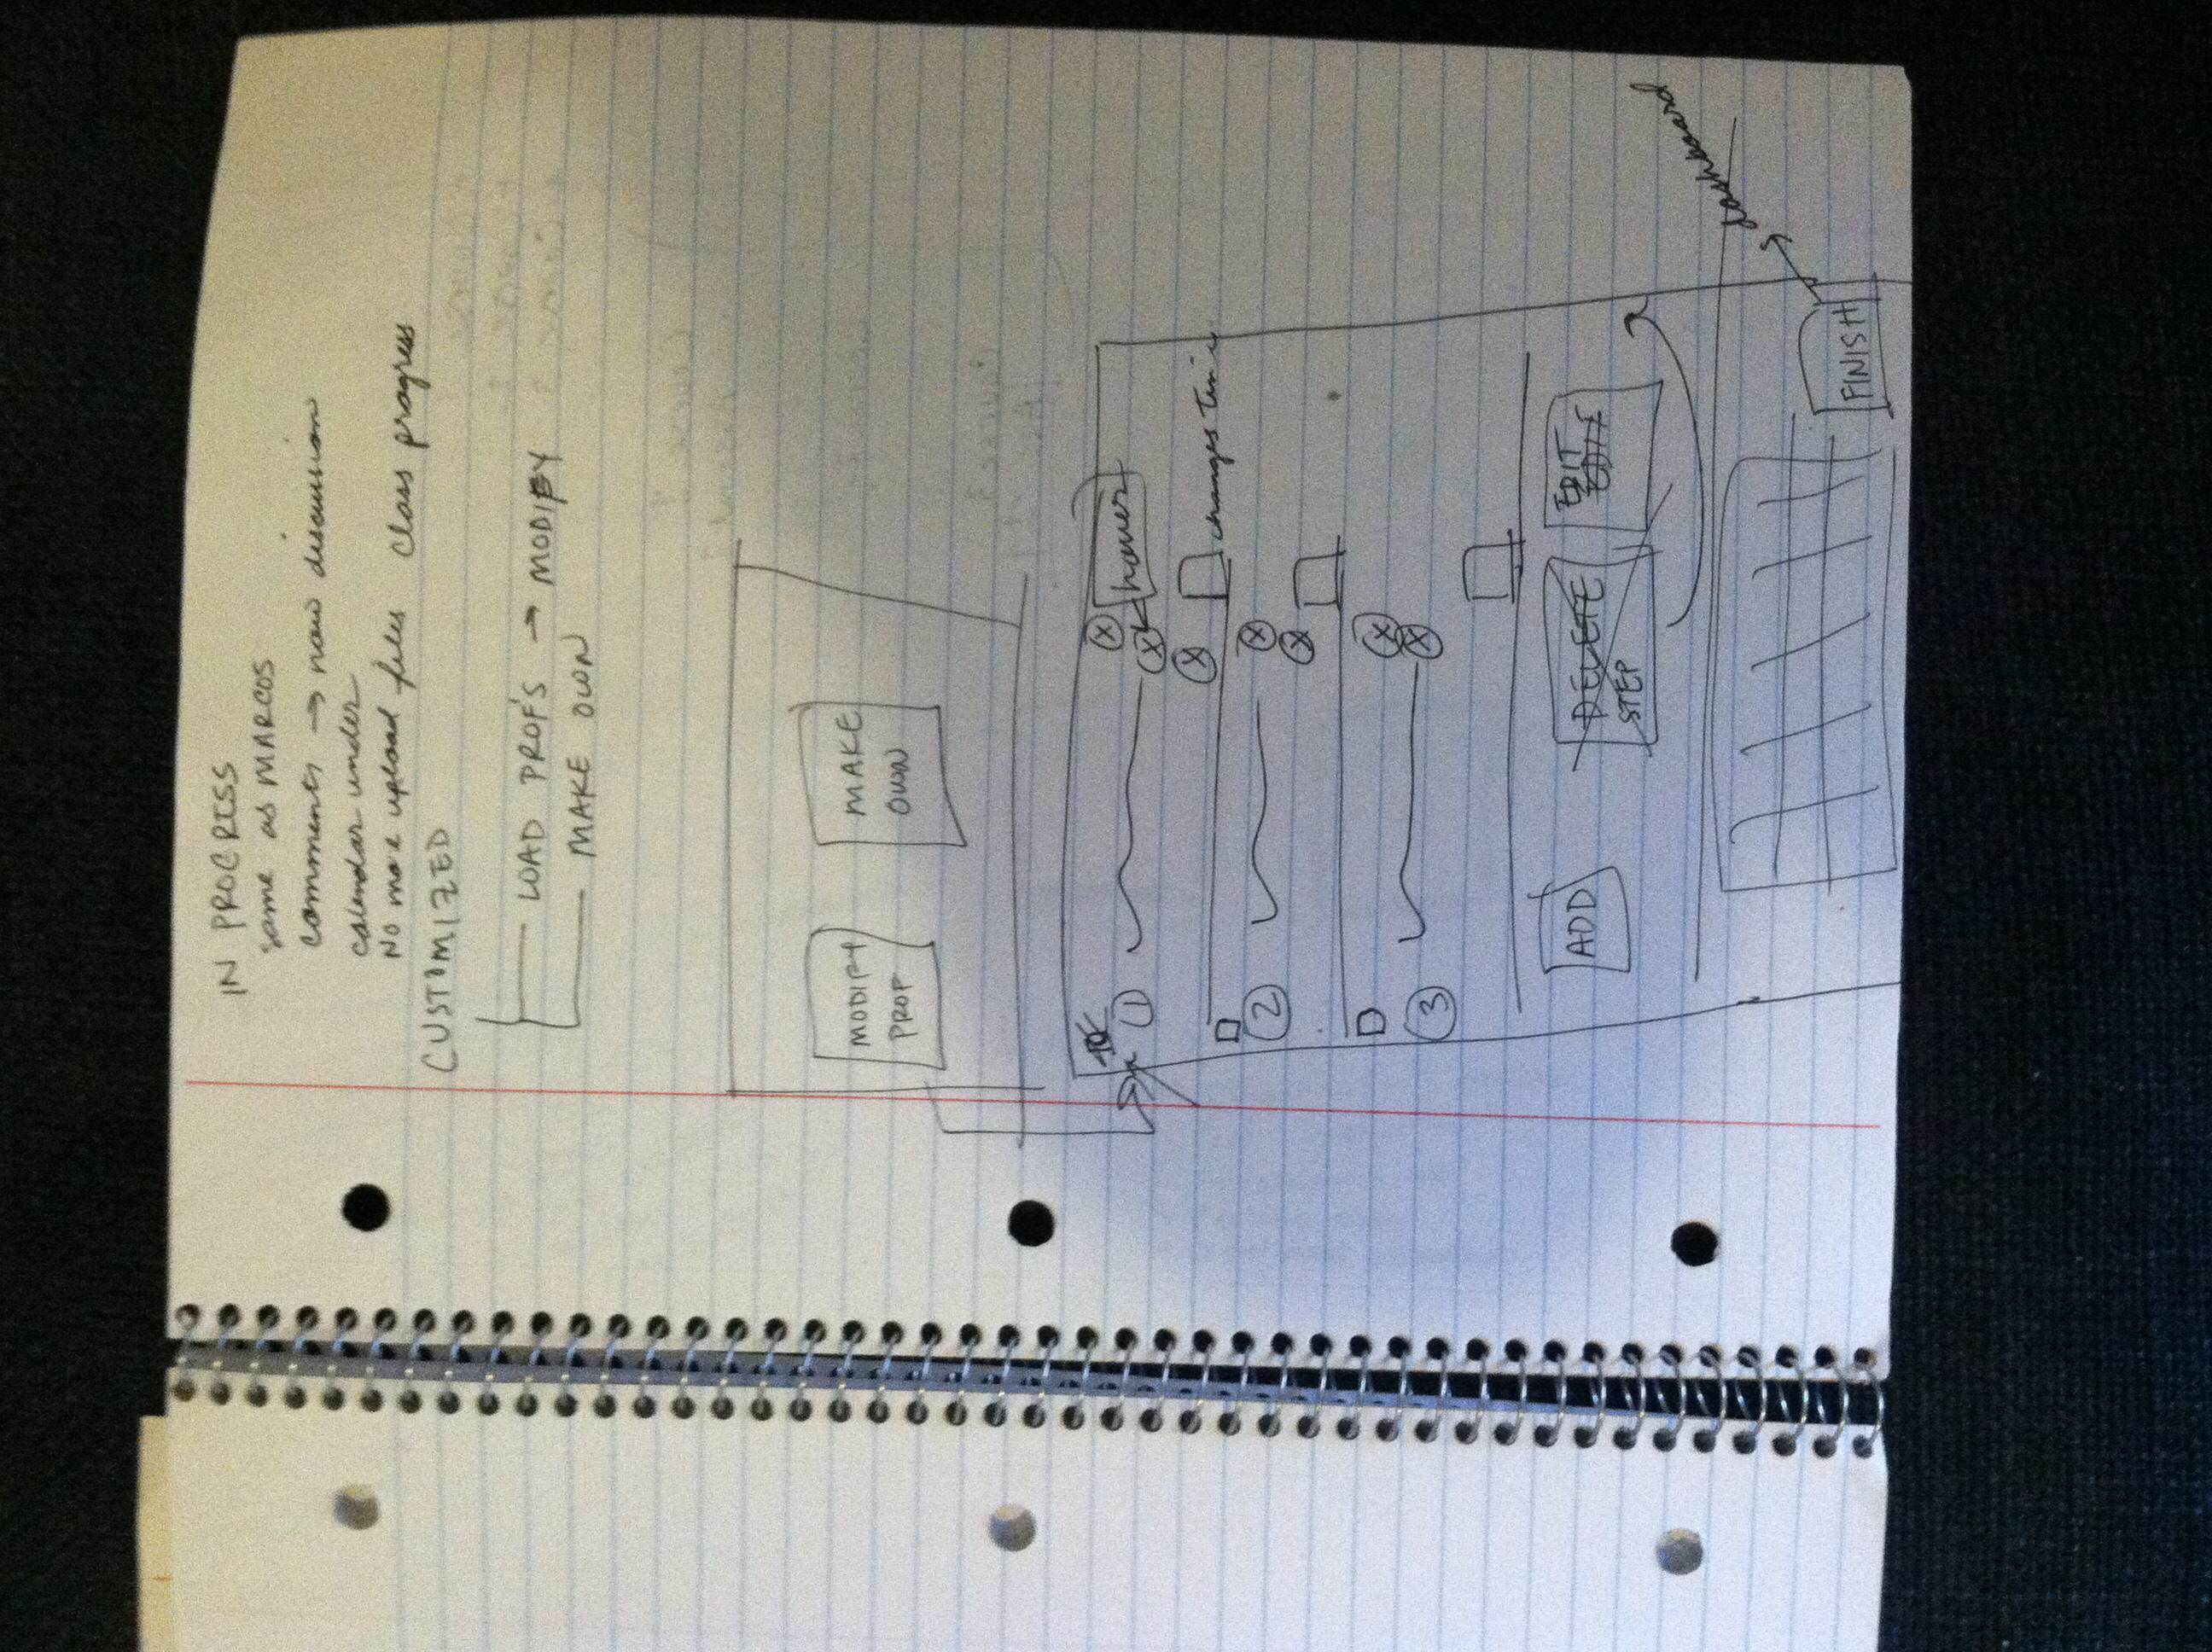 IN PROGRESS
same as MARCOS
comments → now discussion
calendar under
NO more upload files class progress
CUSTOMIZED
LOAD PROF'S → MODIFY
MAKE OWN
MODIFY
PROF
MAKE
OWN
1
X
hover
X
X
changes
2
X
X
3
X
X
ADD
DELETE
STEP
EDIT
EDIT
dashboard
FINISH